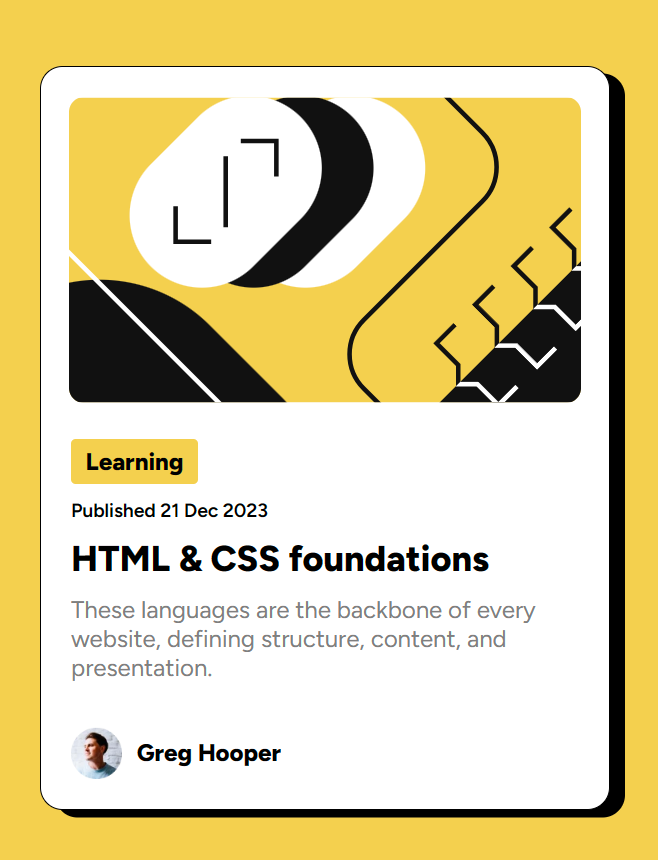 Learning
Published 21 Dec 2023
HTML & CSS foundations
These languages are the backbone of every
website, defining structure, content, and
presentation.
Greg Hooper